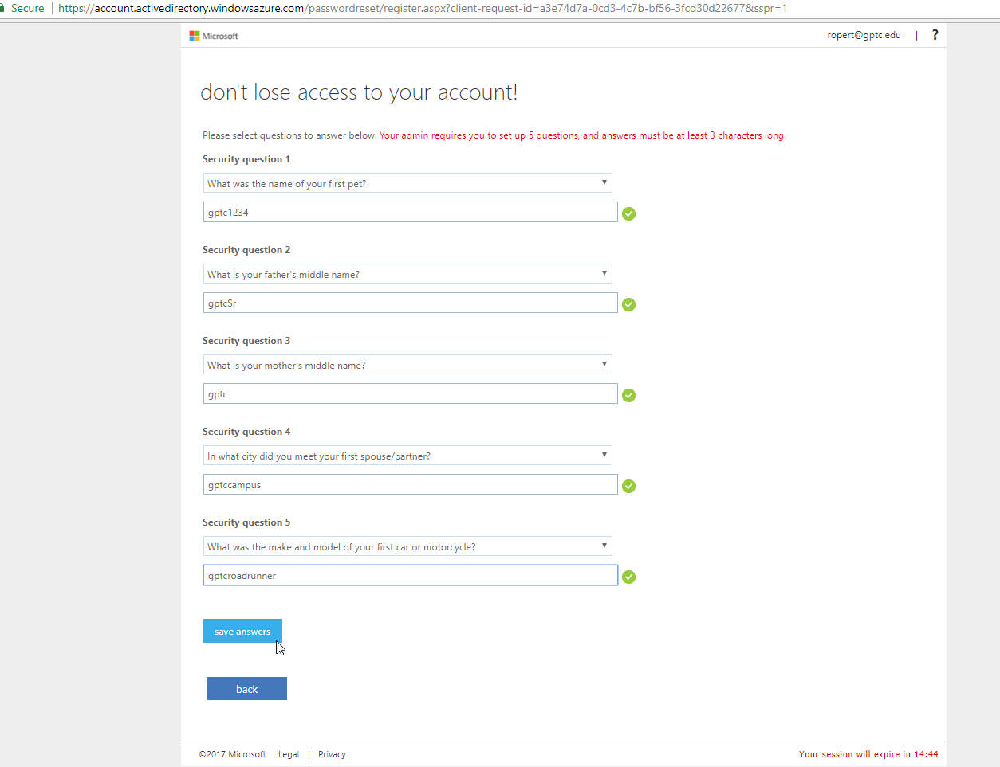 Secure https://account.activedirectory.windowsazure.com/passwordreset/register.aspx?client-request-id=a3e74d7a-0cd3-4c7b-bf56-3fcd30d22677&sspr=1
Microsoft ropert@gptc.edu | ?
don't lose access to your account!
Please select questions to answer below. Your admin requires you to set up 5 questions, and answers must be at least 3 characters long.
Security question 1
What was the name of your first pet?
gptc1234
Security question 2
What is your father's middle name?
gptcSr
Security question 3
What is your mother's middle name?
gptc
Security question 4
In what city did you meet your first spouse/partner?
gptccampus
Security question 5
What was the make and model of your first car or motorcycle?
gptcroadrunner
save answers
back
©2017 Microsoft Legal | Privacy Your session will expire in 14:44